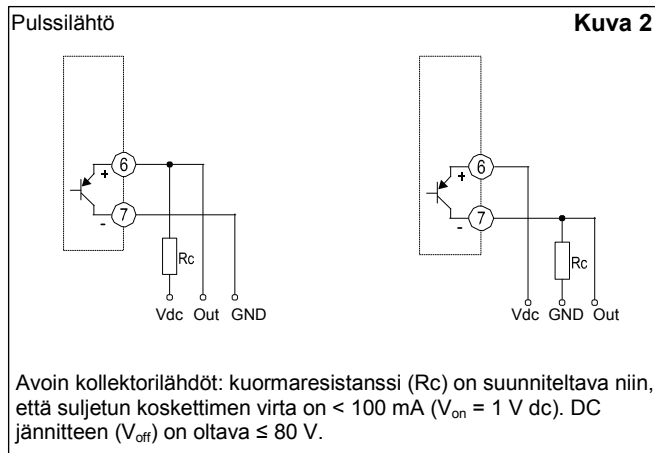 Pulssilähtö
Kuva 2
6
+
-
7
Rc
Vdc Out GND
6
+
-
7
Rc
Vdc GND Out
Avoin kollektorilähdöt: kuormaresistanssi (Rc) on suunniteltava niin,
että suljetun koskettimen virta on < 100 mA (Von = 1 V dc). DC
jännitteen (Voff) on oltava ≤ 80 V.